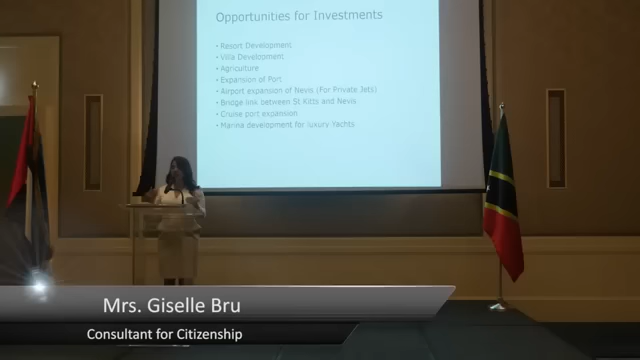 Opportunities for Investments
• Resort Development
• Villa Development
• Agriculture
• Expansion of Port
• Airport expansion of Nevis (For Private Jets)
• Bridge link between St Kitts and Nevis
• Cruise port expansion
• Marina development for luxury Yachts
Mrs. Giselle Bru
Consultant for Citizenship